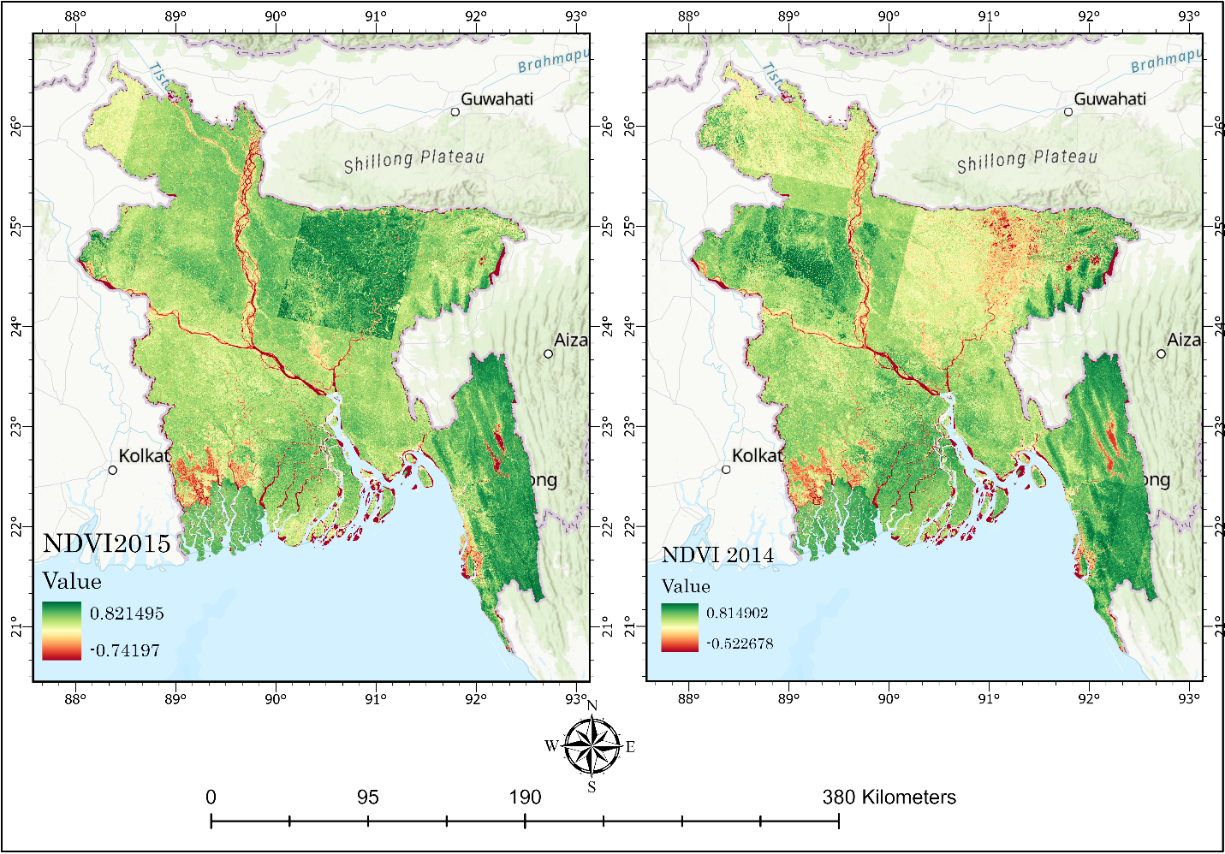 88° 89° 90° 91° 92° 93° 88° 89° 90° 91° 92° 93°
Tista Brahmapu Tista Brahmapu
Guwahati Guwahati
26° 26° 26° 26°
Shillong Plateau Shillong Plateau
25° 25° 25° 25°
24° 24° 24° 24°
Aiza Aiza
23° 23° 23° 23°
Kolkat Kolkat
ong ong
22° 22° 22° 22°
NDVI2015 NDVI 2014
Value Value
0.821495 0.814902
-0.74197 -0.522678
21° 21° 21° 21°
88° 89° 90° 91° 92° 93° 88° 89° 90° 91° 92° 93°
N
W E
S
0 95 190 380 Kilometers